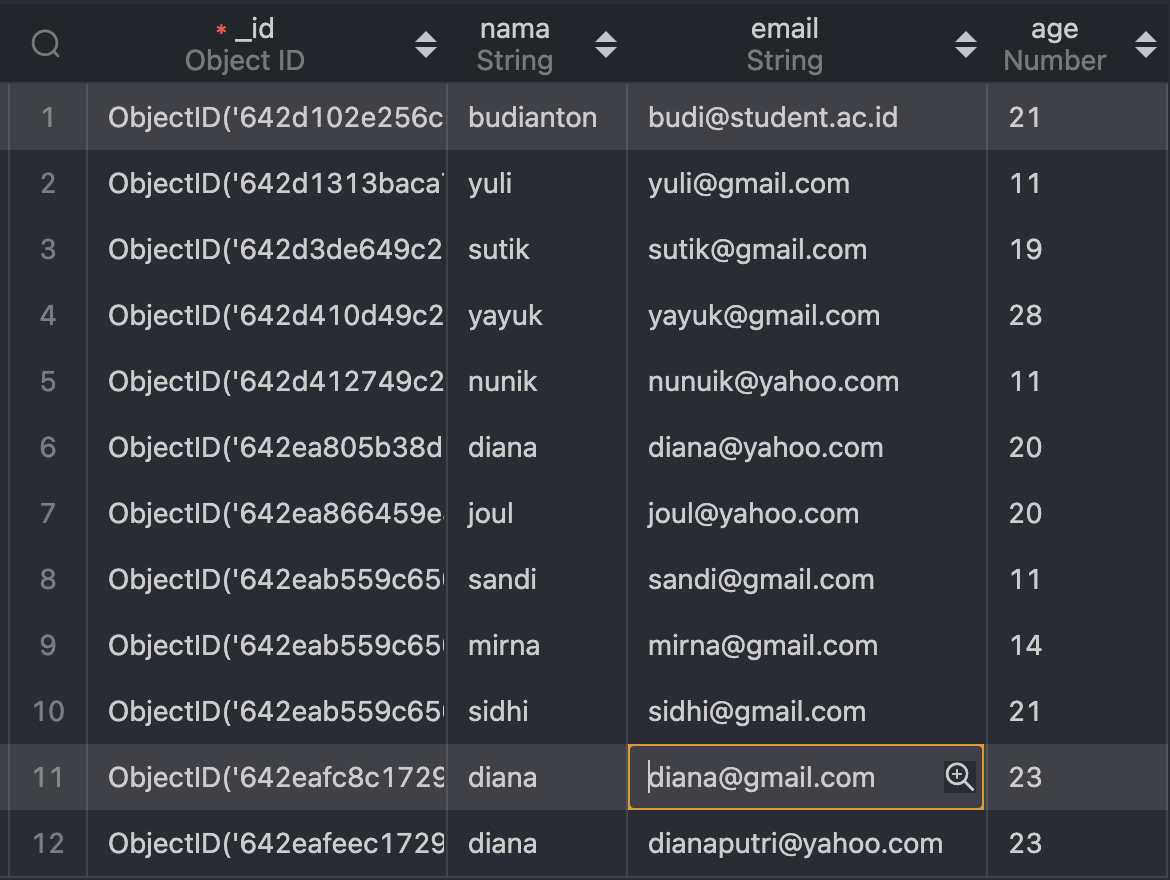 * _id nama email age
Object ID String String Number
1 ObjectID('642d102e256c budianton budi@student.ac.id 21
2 ObjectID('642d1313baca yuli yuli@gmail.com 11
3 ObjectID('642d3de649c2 sutik sutik@gmail.com 19
4 ObjectID('642d410d49c2 yayuk yayuk@gmail.com 28
5 ObjectID('642d412749c2 nunik nunuik@yahoo.com 11
6 ObjectID('642ea805b38d diana diana@yahoo.com 20
7 ObjectID('642ea866459e joul joul@yahoo.com 20
8 ObjectID('642eab559c65 sandi sandi@gmail.com 11
9 ObjectID('642eab559c65 mirna mirna@gmail.com 14
10 ObjectID('642eab559c65 sidhi sidhi@gmail.com 21
11 ObjectID('642eafc8c1729 diana diana@gmail.com 23
12 ObjectID('642eafeec1729 diana dianaputri@yahoo.com 23